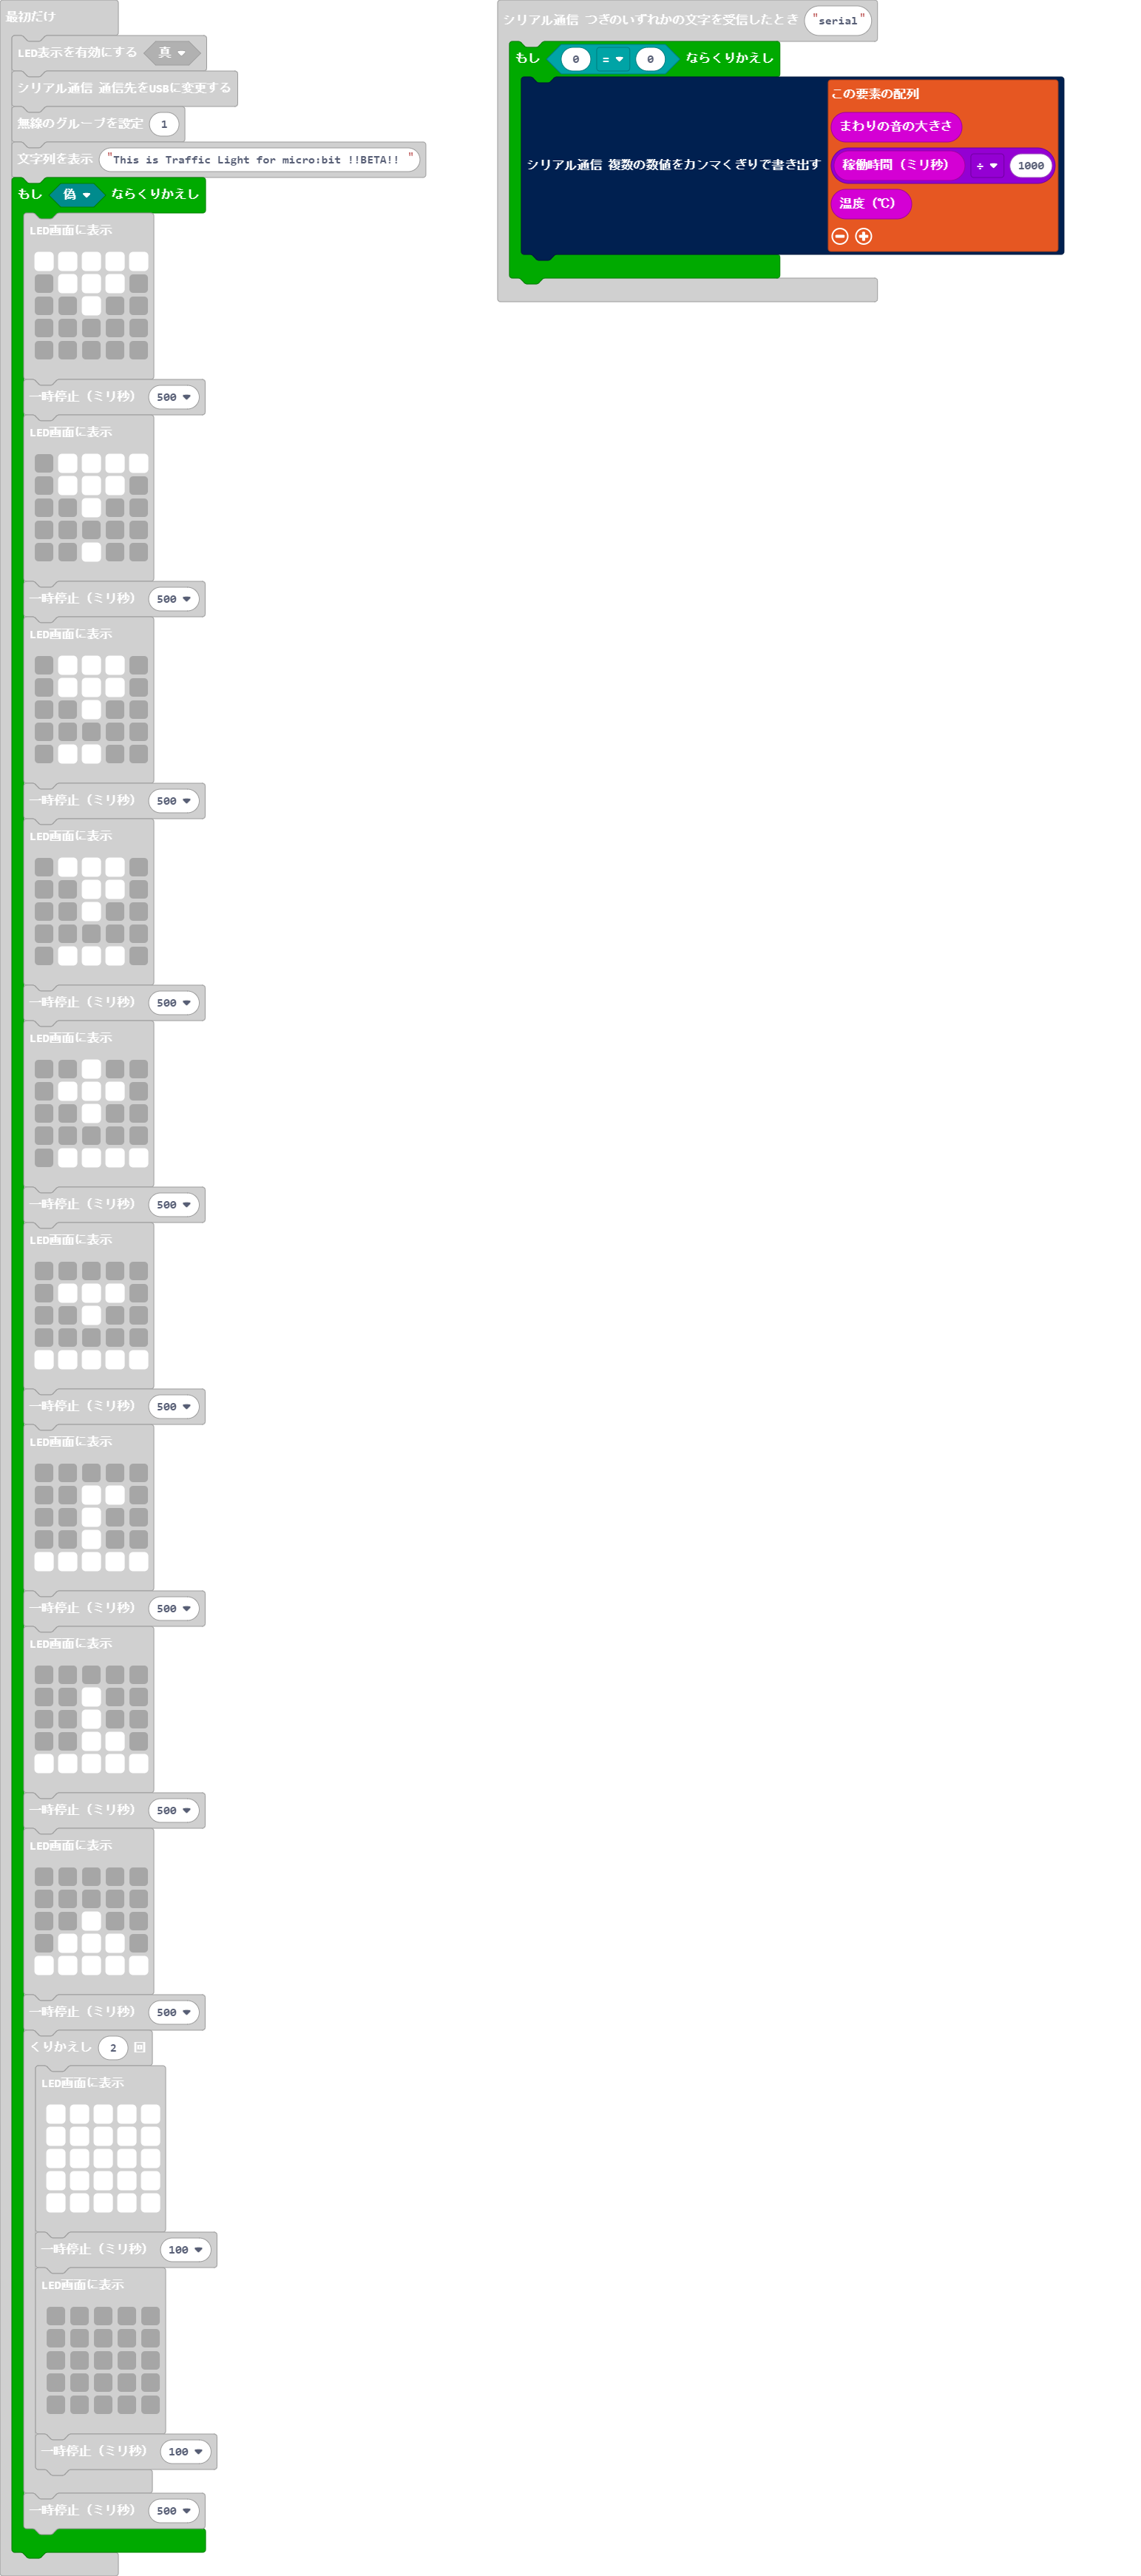 最初だけ
LED表示を有効にする 真
シリアル通信 通信先をUSBに変更する
無線のグループを設定 1
文字列を表示 "This is Traffic Light for micro:bit !!BETA!! "
もし 偽 ならくりかえし
LED画面に表示
一時停止（ミリ秒） 500
LED画面に表示
一時停止（ミリ秒） 500
LED画面に表示
一時停止（ミリ秒） 500
LED画面に表示
一時停止（ミリ秒） 500
LED画面に表示
一時停止（ミリ秒） 500
LED画面に表示
一時停止（ミリ秒） 500
LED画面に表示
一時停止（ミリ秒） 500
LED画面に表示
一時停止（ミリ秒） 500
LED画面に表示
一時停止（ミリ秒） 500
くりかえし 2 回
LED画面に表示
一時停止（ミリ秒） 100
LED画面に表示
一時停止（ミリ秒） 100
一時停止（ミリ秒） 500
シリアル通信 つぎのいずれかの文字を受信したとき "serial"
もし 0 = 0 ならくりかえし
シリアル通信 複数の数値をカンマくぎりで書き出す
この要素の配列
まわりの音の大きさ
稼働時間（ミリ秒） ÷ 1000
温度（℃）